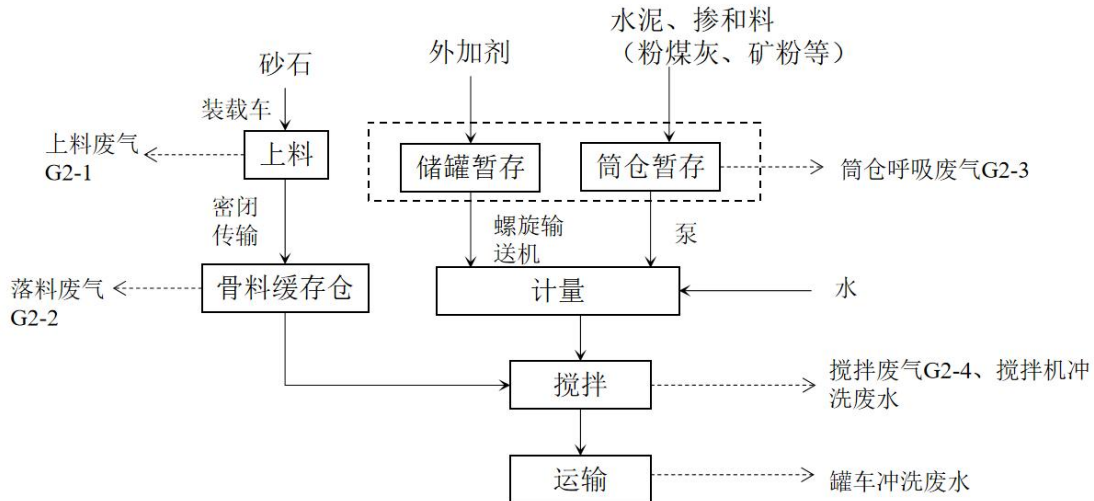 水泥、掺和料
（粉煤灰、矿粉等）
外加剂
砂石
装载车
上料废气
G2-1
上料
储罐暂存
筒仓暂存
筒仓呼吸废气G2-3
密闭
传输
螺旋输
送机
泵
落料废气
G2-2
骨料缓存仓
计量
水
搅拌
搅拌废气G2-4、搅拌机冲
洗废水
运输
罐车冲洗废水